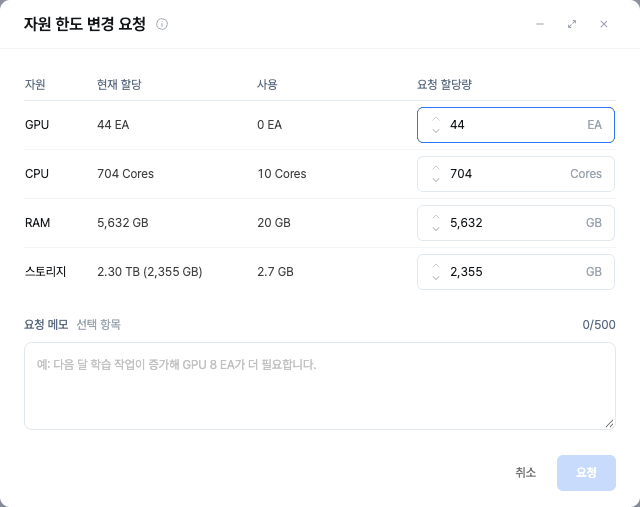 자원 한도 변경 요청
자원 현재 할당 사용 요청 할당량
GPU 44 EA 0 EA 44 EA
CPU 704 Cores 10 Cores 704 Cores
RAM 5,632 GB 20 GB 5,632 GB
스토리지 2.30 TB (2,355 GB) 2.7 GB 2,355 GB
요청 메모 선택 항목 0/500
예: 다음 달 학습 작업이 증가해 GPU 8 EA가 더 필요합니다.
취소 요청